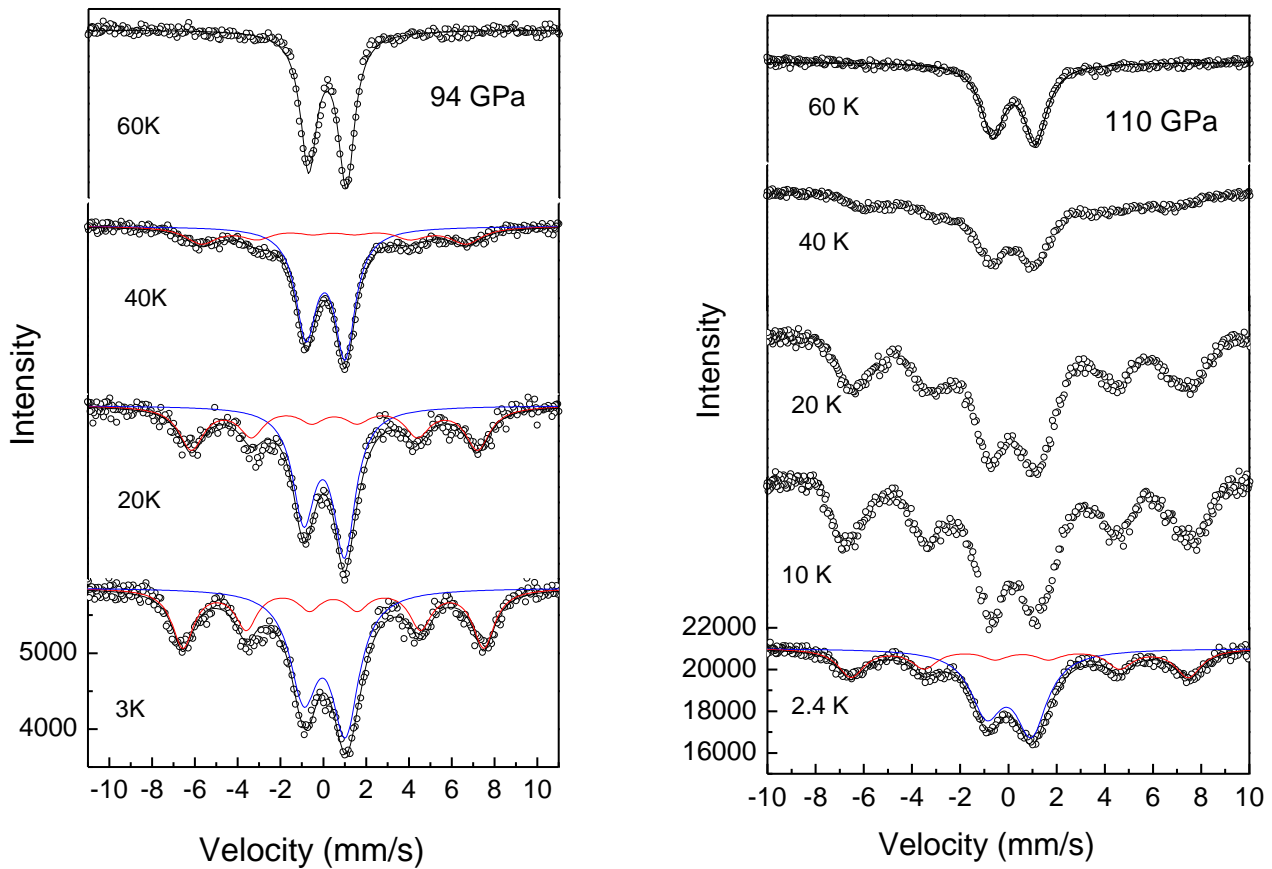 94 GPa
60K
40K
20K
3K
5000
4000
-10 -8 -6 -4 -2 0 2 4 6 8 10
Velocity (mm/s)
Intensity
110 GPa
60 K
40 K
20 K
10 K
2.4 K
22000
20000
18000
16000
15000
-10 -8 -6 -4 -2 0 2 4 6 8 10
Velocity (mm/s)
Intensity